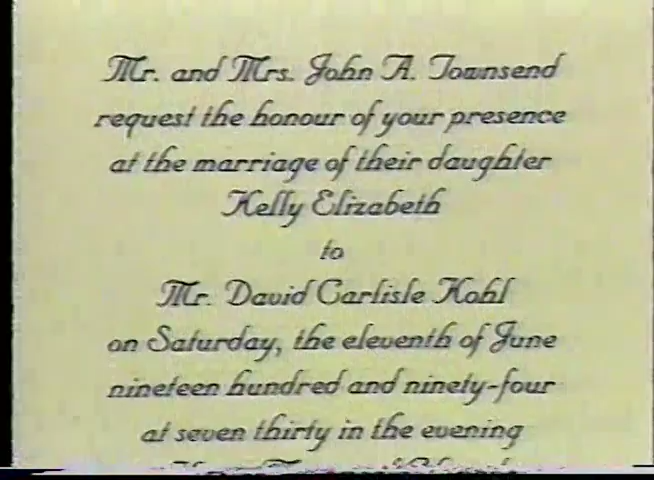 Mr. and Mrs. John A. Townsend
request the honour of your presence
at the marriage of their daughter
Kelly Elizabeth
to
Mr. David Carlisle Kohl
on Saturday, the eleventh of June
nineteen hundred and ninety-four
at seven thirty in the evening